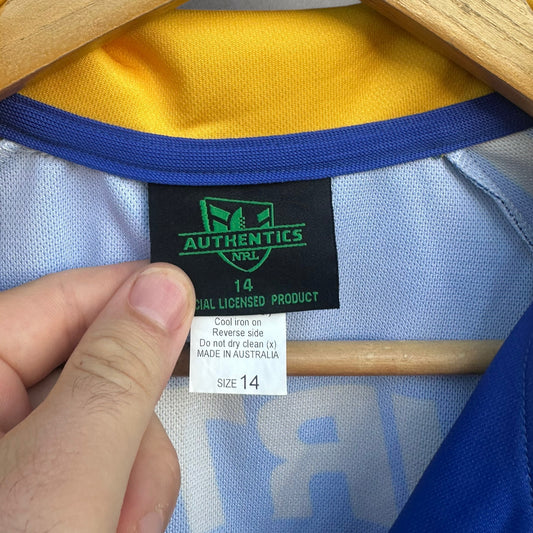 AUTHENTICS
NRL
14
CIAL LICENSED PRODUCT
Cool iron on
Reverse side
Do not dry clean (x)
MADE IN AUSTRALIA
SIZE 14